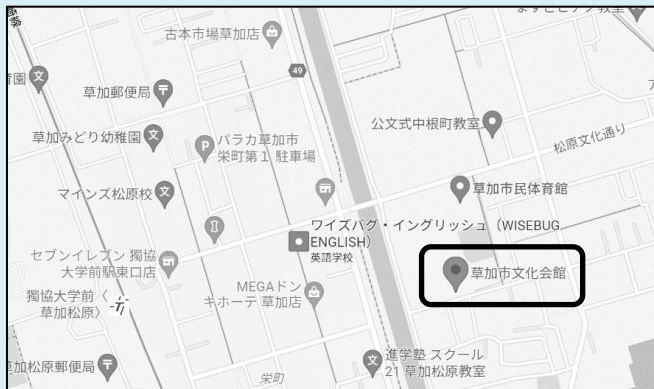 古本市場草加店
49
育園
草加郵便局
公文式中根町教室
草加みどり幼稚園
パラカ草加市
栄町第1 駐車場
松原文化通り
マインズ松原校
草加市民体育館
ワイズバグ・イングリッシュ（WISEBUG
ENGLISH）
英語学校
セブンイレブン 獨協
大学前駅東口店
草加市文化会館
MEGAドン
キホーテ 草加店
獨協大学前〈
草加松原〉
草加松原郵便局
進学塾 スクール
21 草加松原教室
栄町